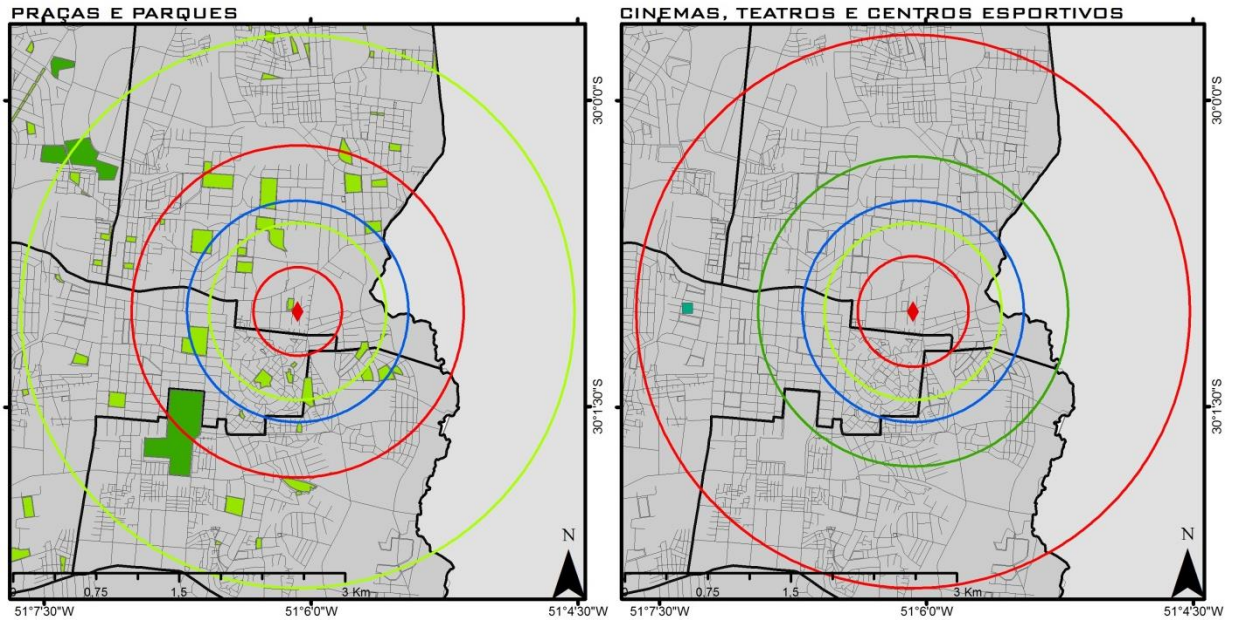 PRAÇAS E PARQUES
CINEMAS, TEATROS E CENTROS ESPORTIVOS
30°0'0"S
30°1'30"S
N
0 0,75 1,5 3 Km
51°7'30"W 51°6'0"W 51°4'30"W
30°0'0"S
30°1'30"S
N
0 0,75 1,5 3 Km
51°7'30"W 51°6'0"W 51°4'30"W